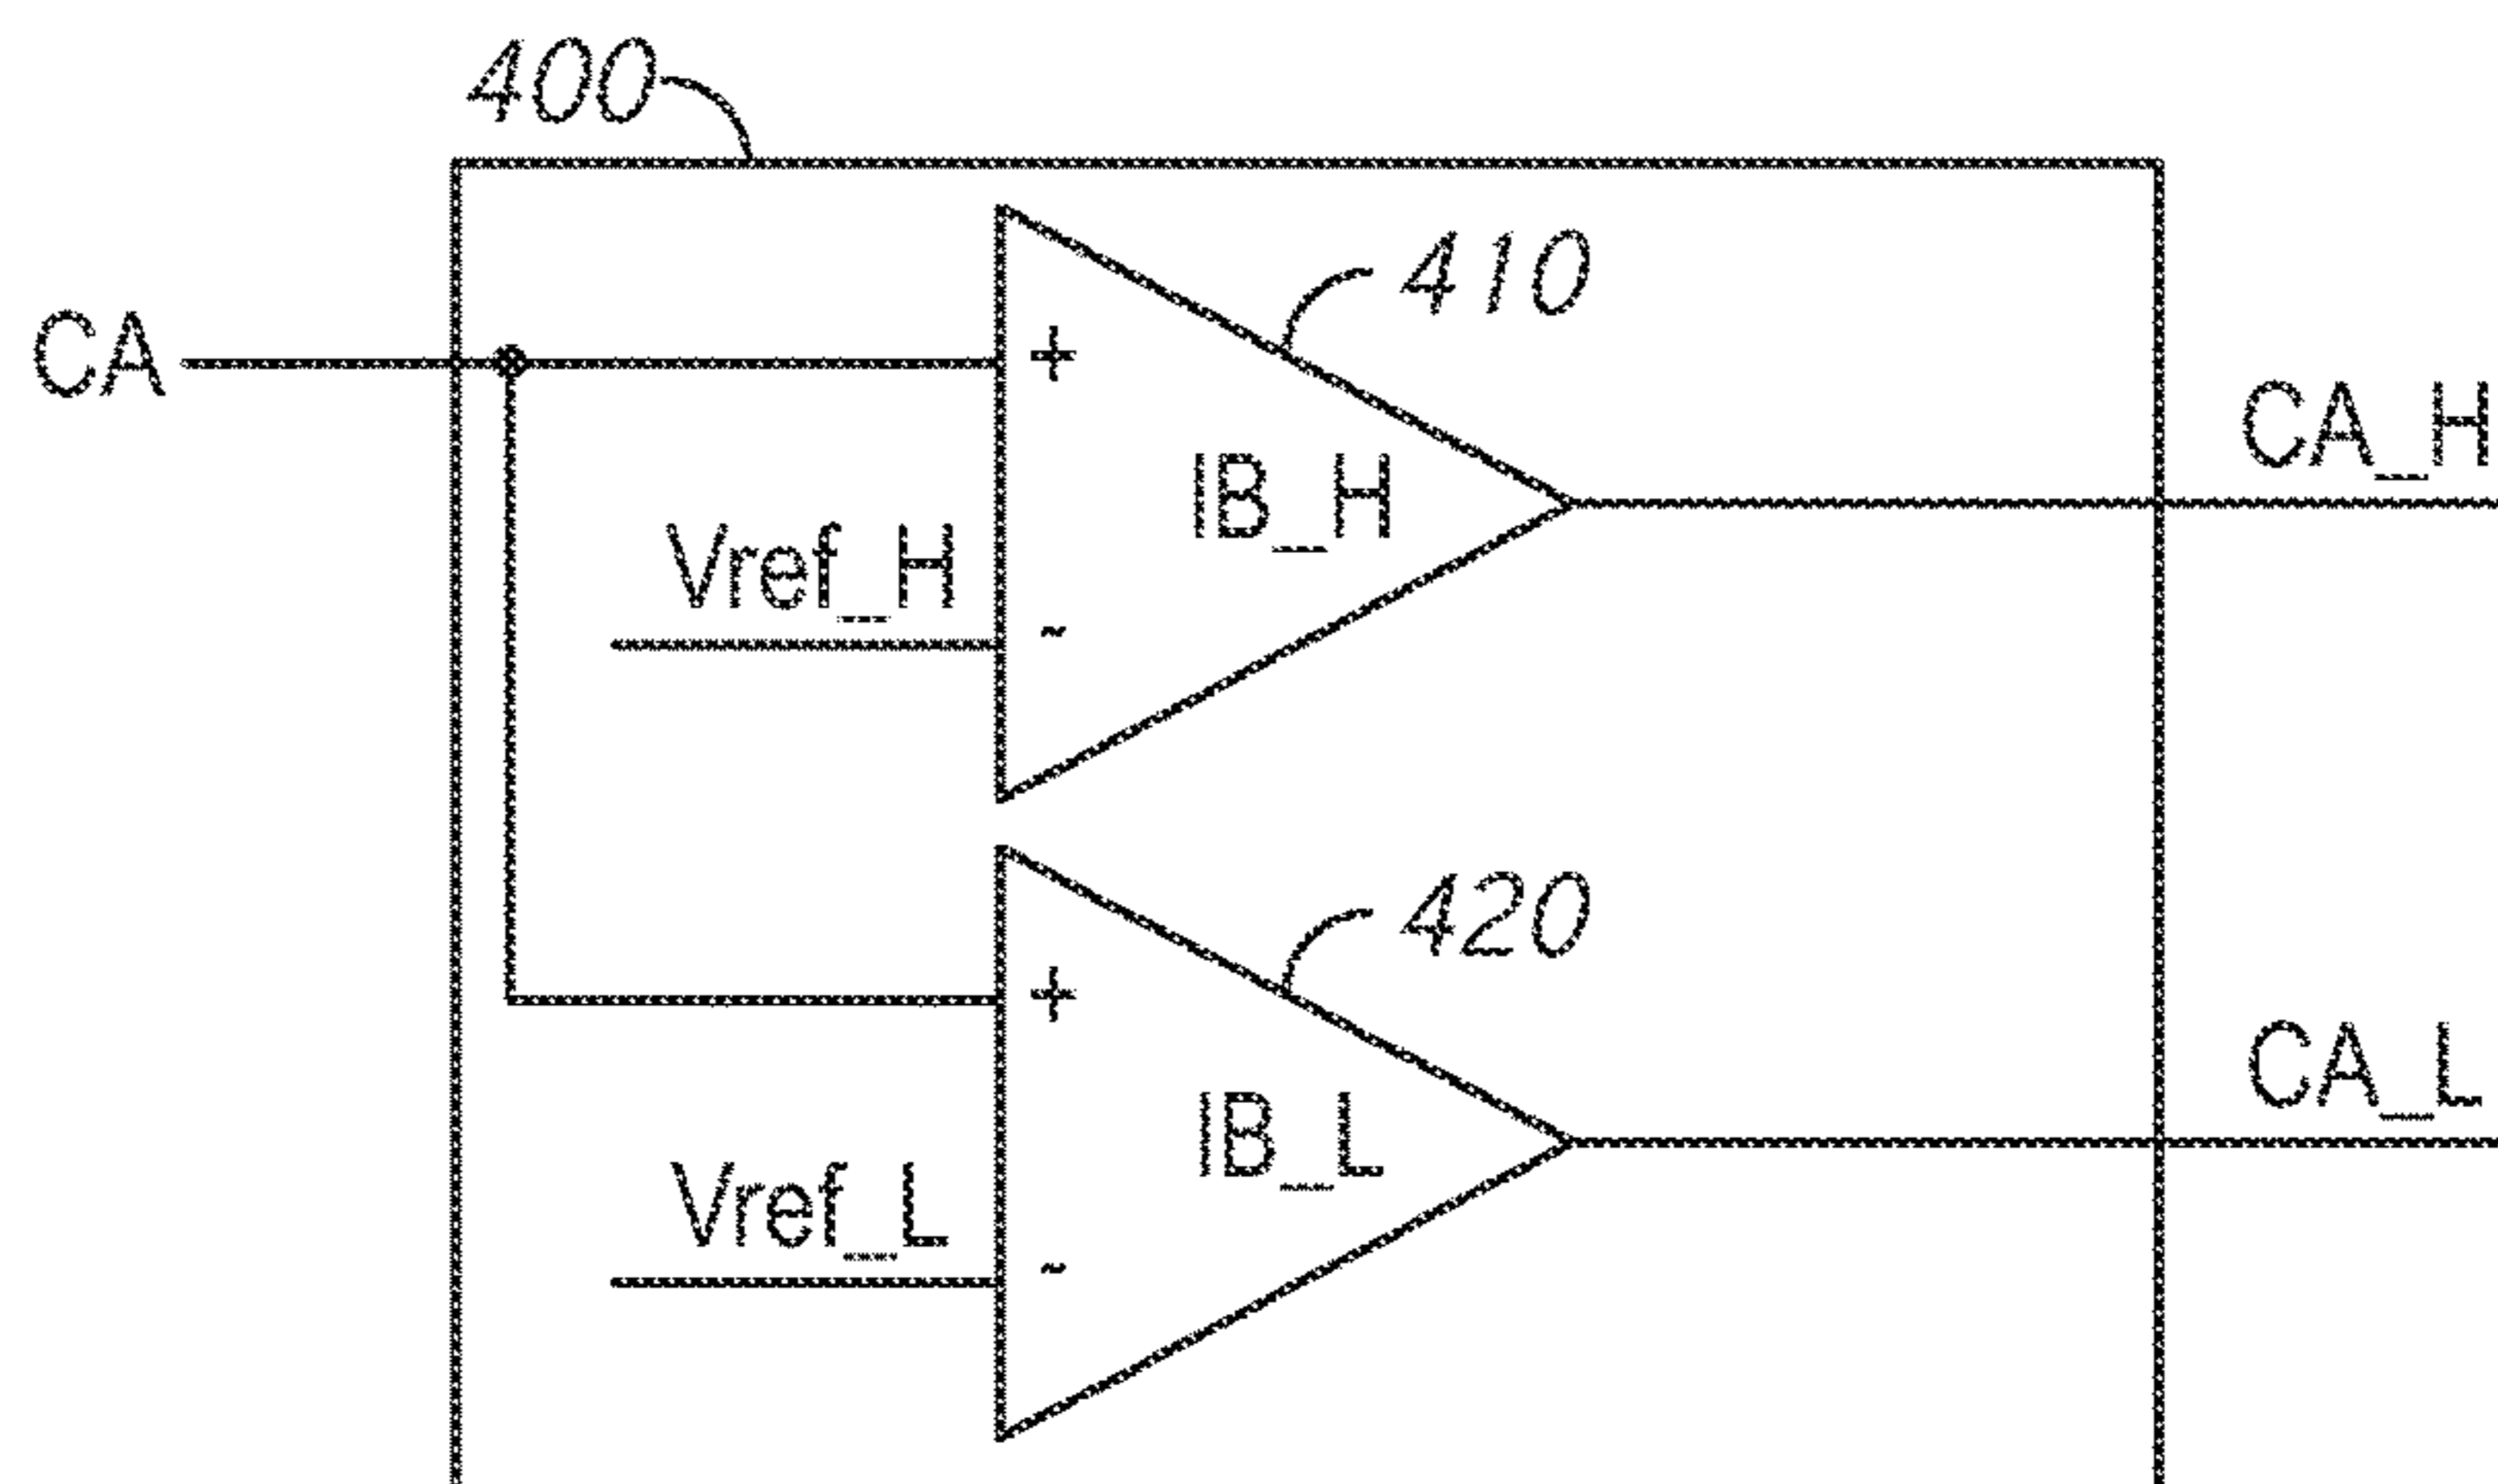 400
410
CA
+
CA_H
IB_H
Vref_H
-
420
+
CA_L
IB_L
Vref_L
-